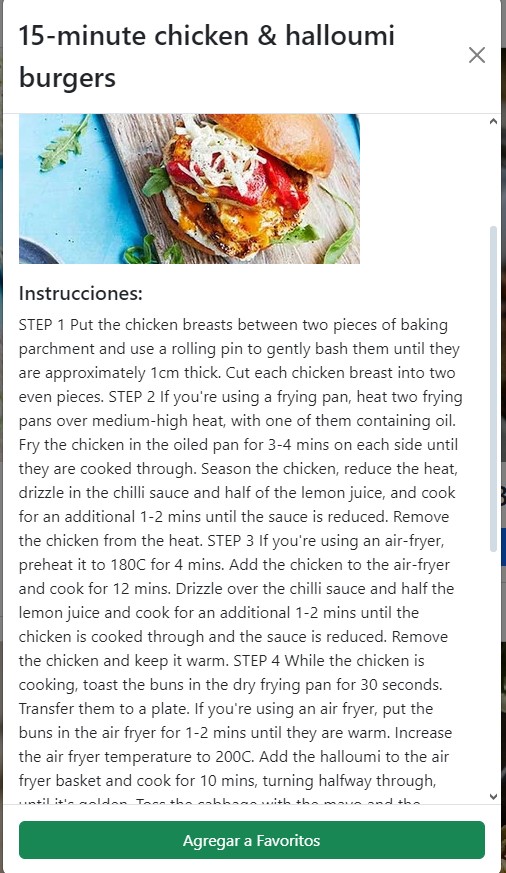 15-minute chicken & halloumi
burgers
Instrucciones:
STEP 1 Put the chicken breasts between two pieces of baking
parchment and use a rolling pin to gently bash them until they
are approximately 1cm thick. Cut each chicken breast into two
even pieces. STEP 2 If you're using a frying pan, heat two frying
pans over medium-high heat, with one of them containing oil.
Fry the chicken in the oiled pan for 3-4 mins on each side until
they are cooked through. Season the chicken, reduce the heat,
drizzle in the chilli sauce and half of the lemon juice, and cook
for an additional 1-2 mins until the sauce is reduced. Remove
the chicken from the heat. STEP 3 If you're using an air-fryer,
preheat it to 180C for 4 mins. Add the chicken to the air-fryer
and cook for 12 mins. Drizzle over the chilli sauce and half the
lemon juice and cook for an additional 1-2 mins until the
chicken is cooked through and the sauce is reduced. Remove
the chicken and keep it warm. STEP 4 While the chicken is
cooking, toast the buns in the dry frying pan for 30 seconds.
Transfer them to a plate. If you're using an air fryer, put the
buns in the air fryer for 1-2 mins until they are warm. Increase
the air fryer temperature to 200C. Add the halloumi to the air
fryer basket and cook for 10 mins, turning halfway through,
until it's golden. Toss the cabbage with the mayo and the
Agregar a Favoritos